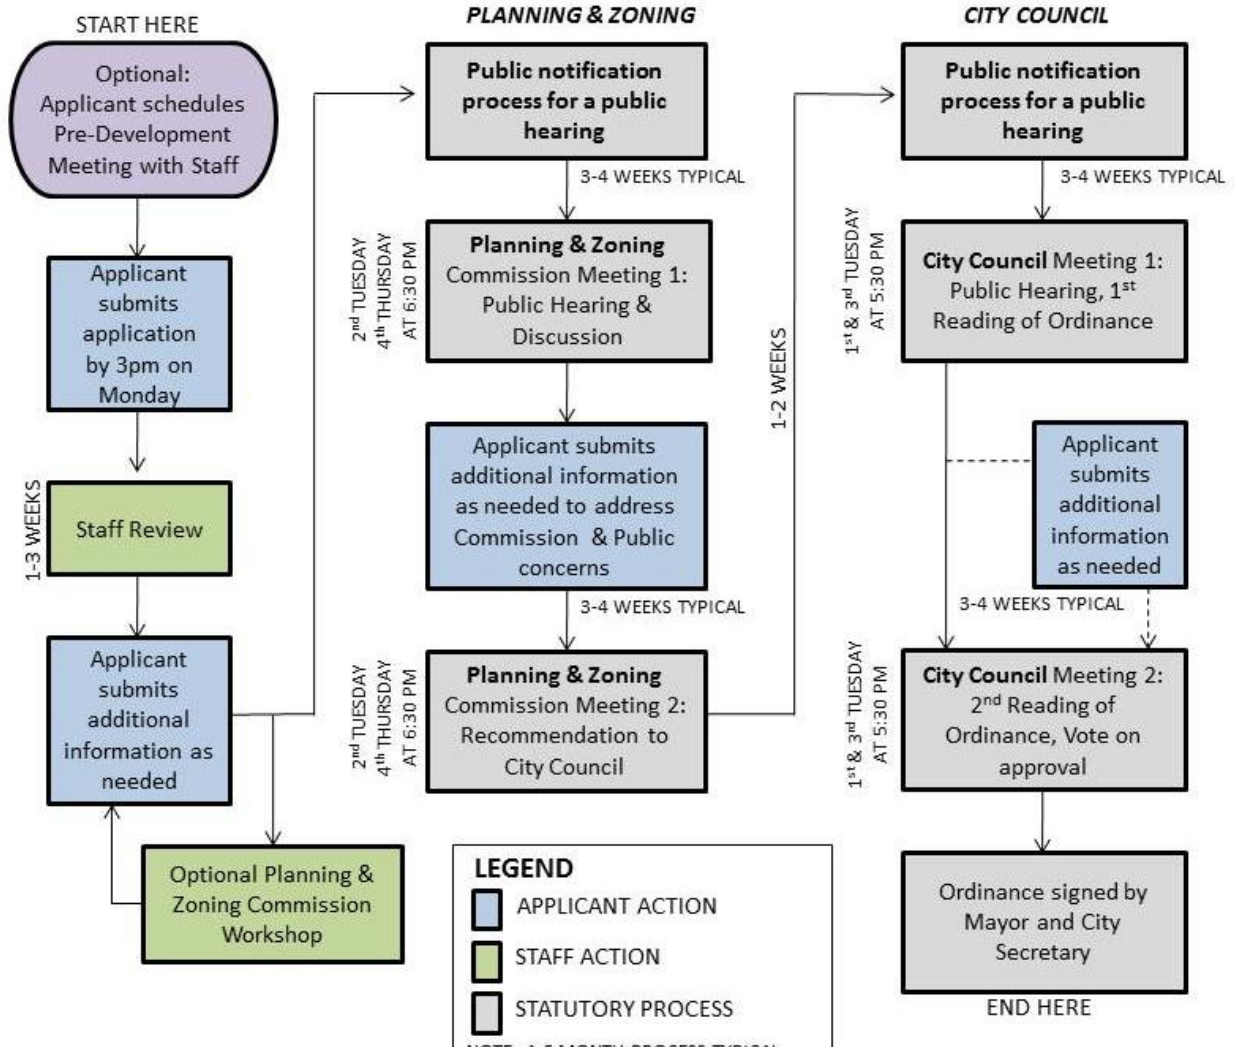 START HERE
Optional:
Applicant schedules
Pre-Development
Meeting with Staff
Applicant
submits
application
by 3pm on
Monday
1-3 WEEKS
Staff Review
Applicant
submits
additional
information as
needed
Optional Planning &
Zoning Commission
Workshop
PLANNING & ZONING
Public notification
process for a public
hearing
3-4 WEEKS TYPICAL
2nd TUESDAY
4th THURSDAY
AT 6:30 PM
Planning & Zoning
Commission Meeting 1:
Public Hearing &
Discussion
Applicant submits
additional information
as needed to address
Commission & Public
concerns
3-4 WEEKS TYPICAL
2nd TUESDAY
4th THURSDAY
AT 6:30 PM
Planning & Zoning
Commission Meeting 2:
Recommendation to
City Council
1-2 WEEKS
CITY COUNCIL
Public notification
process for a public
hearing
3-4 WEEKS TYPICAL
1st & 3rd TUESDAY
AT 5:30 PM
City Council Meeting 1:
Public Hearing, 1st
Reading of Ordinance
Applicant
submits
additional
information
as needed
3-4 WEEKS TYPICAL
1st & 3rd TUESDAY
AT 5:30 PM
City Council Meeting 2:
2nd Reading of
Ordinance, Vote on
approval
Ordinance signed by
Mayor and City
Secretary
END HERE
LEGEND
APPLICANT ACTION
STAFF ACTION
STATUTORY PROCESS
MONTH PROCESS TYPICAL